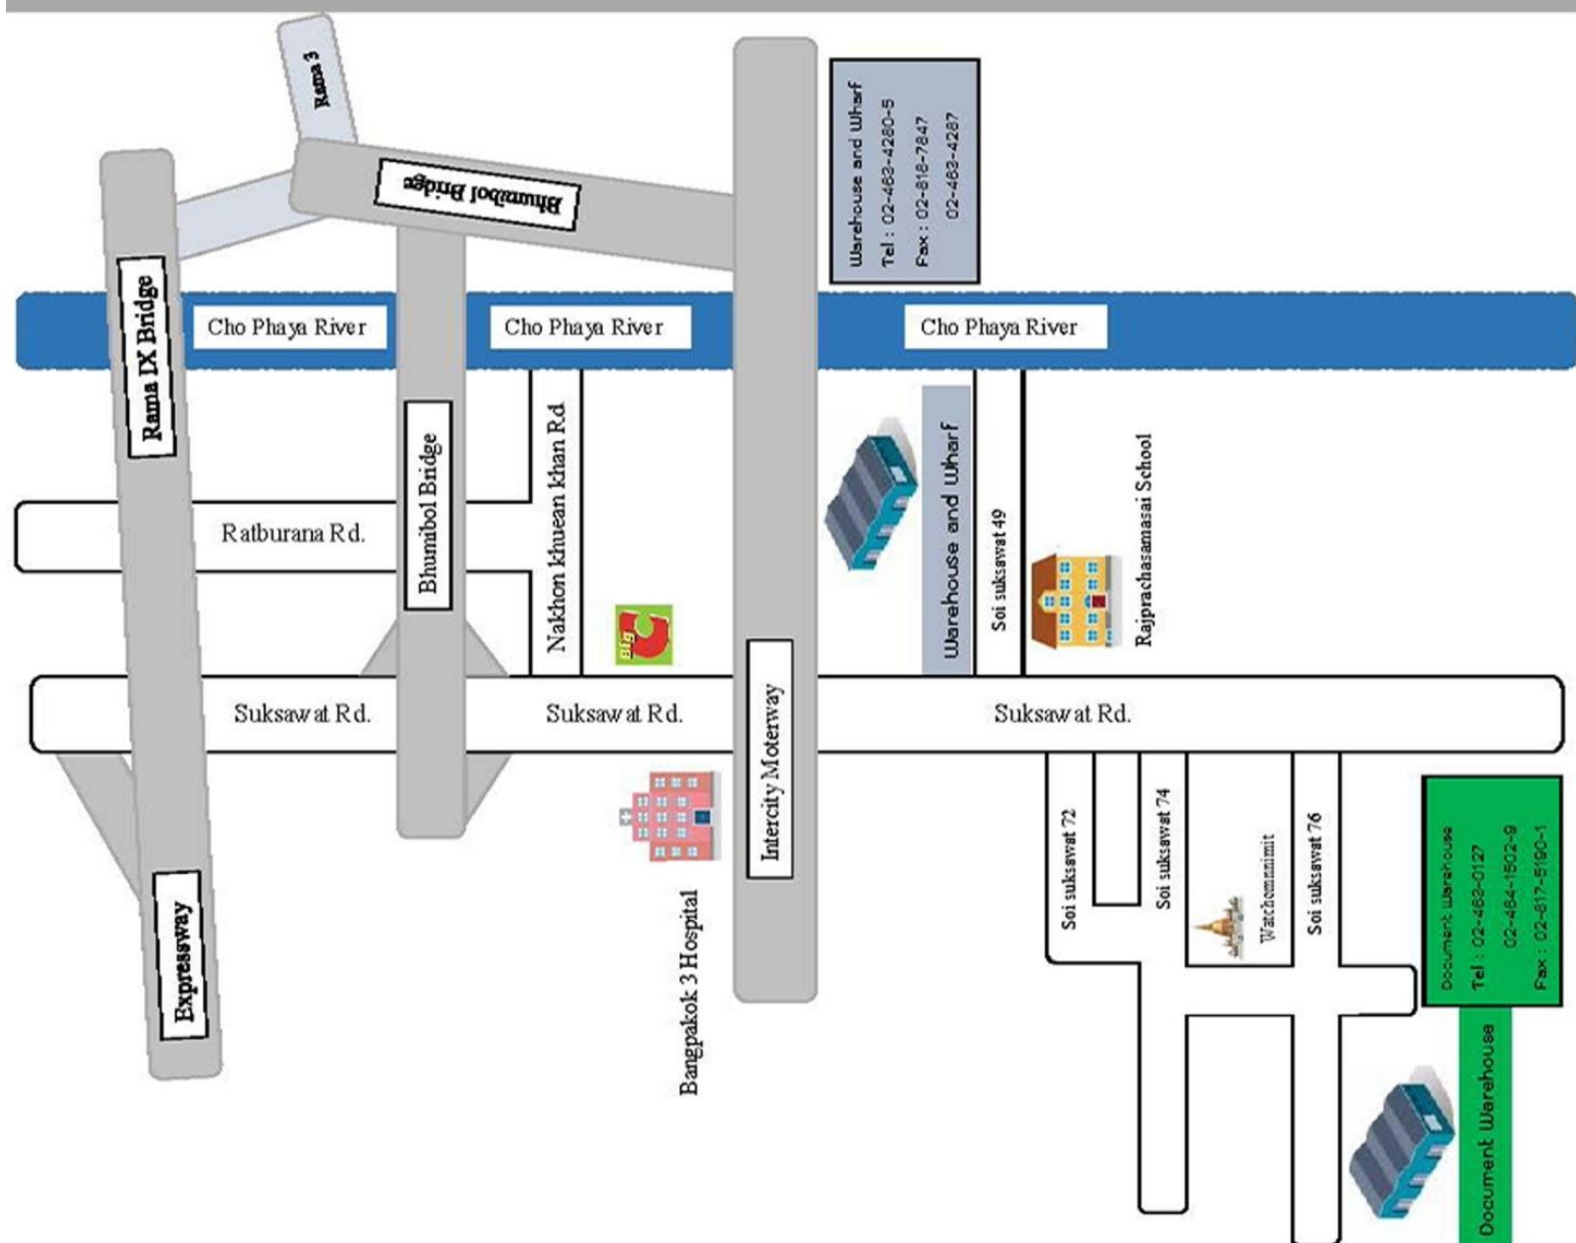 Rama 3
Bhumibol Bridge
Rama IX Bridge
Warehouse and Wharf
Tel : 02-463-4280-5
Fax : 02-818-7847
02-463-4287
Cho Phaya River
Cho Phaya River
Cho Phaya River
Ratburana Rd.
Bhumibol Bridge
Nakhon khuean khan Rd
Big C
Warehouse and Wharf
Soi suksawat 49
Rajprachasamasai School
Suksawat Rd.
Suksawat Rd.
Suksawat Rd.
Expressway
Bangpakok 3 Hospital
Intercity Moterway
Soi suksawat 72
Soi suksawat 74
Watchomnimit
Soi suksawat 76
Document Warehouse
Tel : 02-463-0127
02-464-1502-9
Fax : 02-817-5190-1
Document Warehouse